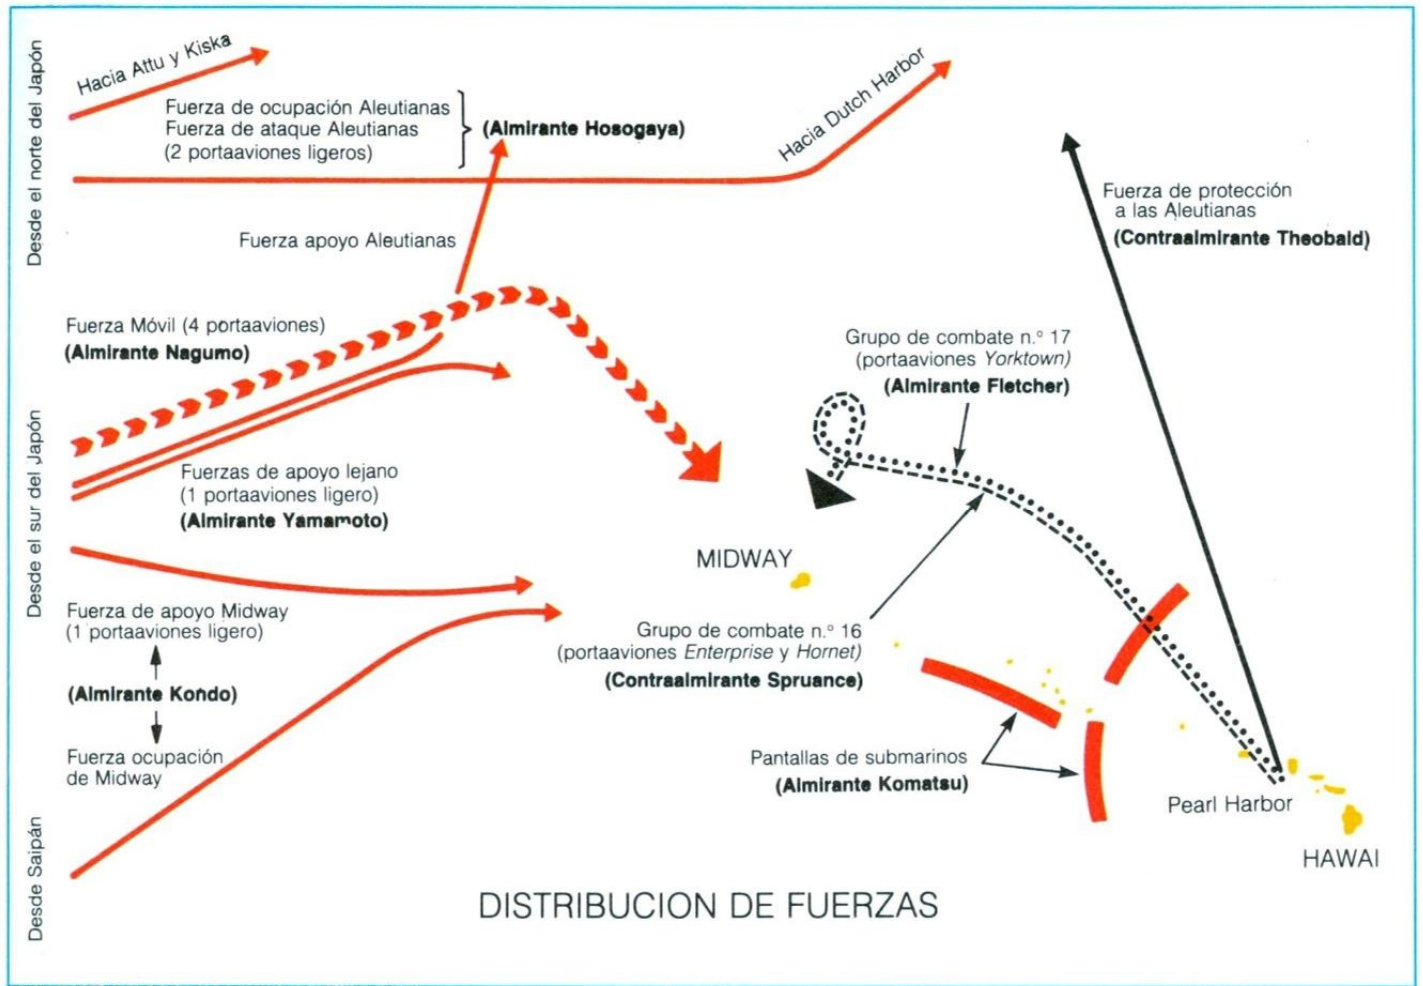 Desde el norte del Japón
Hacia Attu y Kiska
Fuerza de ocupación Aleutianas
Fuerza de ataque Aleutianas
(2 portaaviones ligeros)
(Almirante Hosogaya)
Hacia Dutch Harbor
Fuerza de protección
a las Aleutianas
(Contraalmirante Theobald)
Fuerza apoyo Aleutianas
Fuerza Móvil (4 portaaviones)
(Almirante Nagumo)
Grupo de combate n.º 17
(portaaviones Yorktown)
(Almirante Fletcher)
Desde el sur del Japón
Fuerzas de apoyo lejano
(1 portaaviones ligero)
(Almirante Yamamoto)
MIDWAY
Fuerza de apoyo Midway
(1 portaaviones ligero)
(Almirante Kondo)
Fuerza ocupación
de Midway
Grupo de combate n.º 16
(portaaviones Enterprise y Hornet)
(Contraalmirante Spruance)
Pantallas de submarinos
(Almirante Komatsu)
Pearl Harbor
HAWAI
Desde Saipán
DISTRIBUCION DE FUERZAS